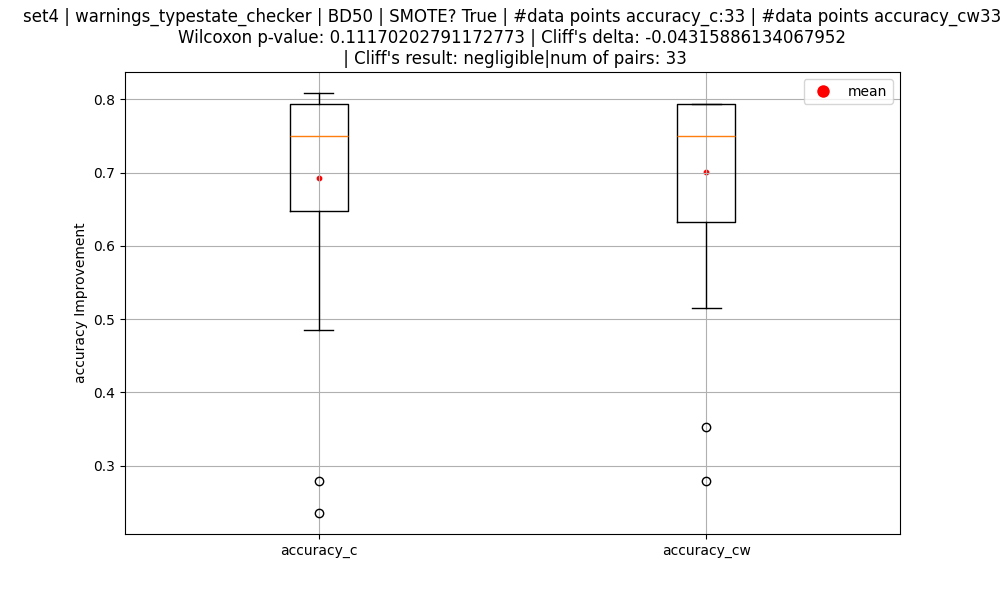 set4 | warnings_typestate_checker | BD50 | SMOTE? True | #data points accuracy_c:33 | #data points accuracy_cw33
Wilcoxon p-value: 0.11170202791172773 | Cliff's delta: -0.04315886134067952
| Cliff's result: negligible|num of pairs: 33
mean
accuracy Improvement
0.8
0.7
0.6
0.5
0.4
0.3
accuracy_c
accuracy_cw